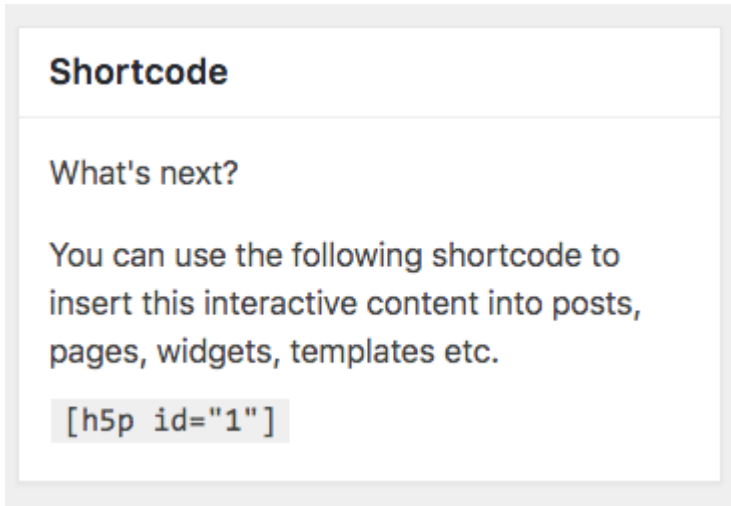 Shortcode
What's next?
You can use the following shortcode to
insert this interactive content into posts,
pages, widgets, templates etc.
[h5p id="1"]